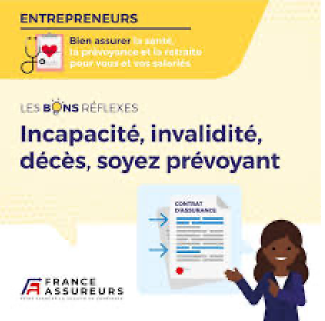 ENTREPRENEURS
Bien assurer la santé,
la prévoyance et la retraite
pour vous et vos salariés.
LES BONS RÉFLEXES
Incapacité, invalidité,
décès, soyez prévoyant
CONTRAT
D'ASSURANCE
FRANCE
ASSUREURS